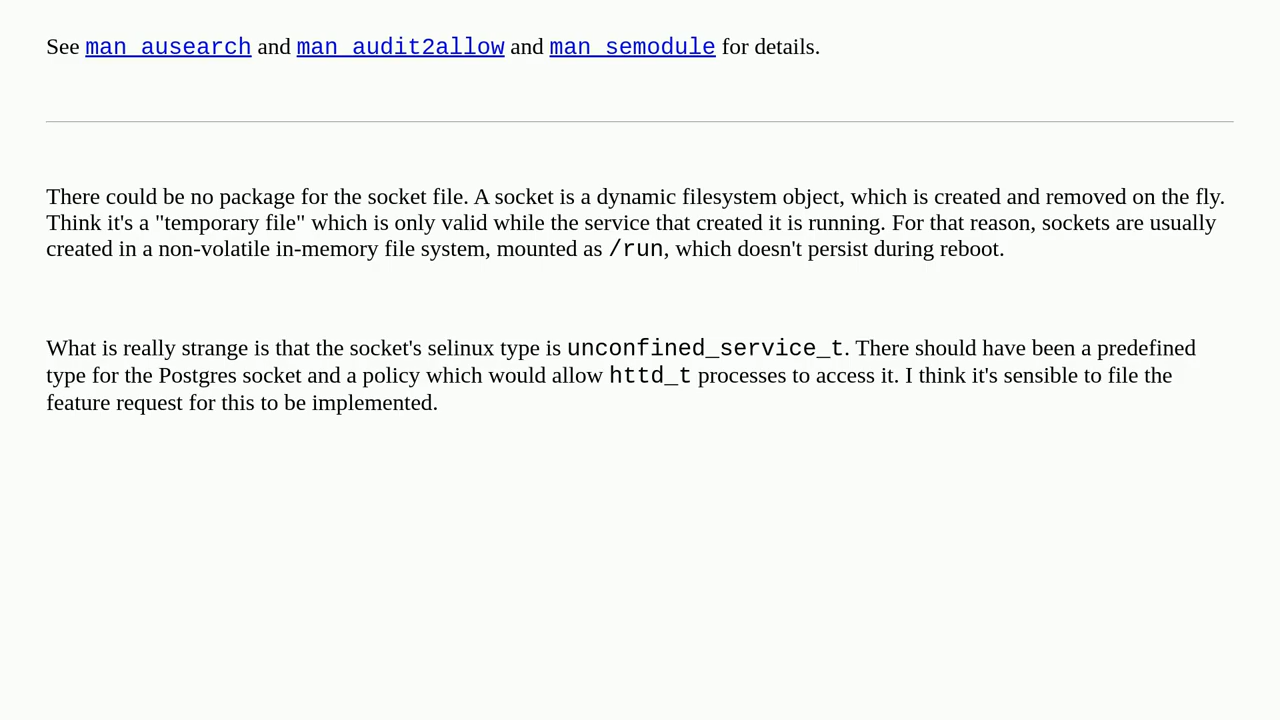 See man ausearch and man audit2allow and man semodule for details.
There could be no package for the socket file. A socket is a dynamic filesystem object, which is created and removed on the fly.
Think it's a "temporary file" which is only valid while the service that created it is running. For that reason, sockets are usually
created in a non-volatile in-memory file system, mounted as /run, which doesn't persist during reboot.
What is really strange is that the socket's selinux type is unconfined_service_t. There should have been a predefined
type for the Postgres socket and a policy which would allow httd_t processes to access it. I think it's sensible to file the
feature request for this to be implemented.